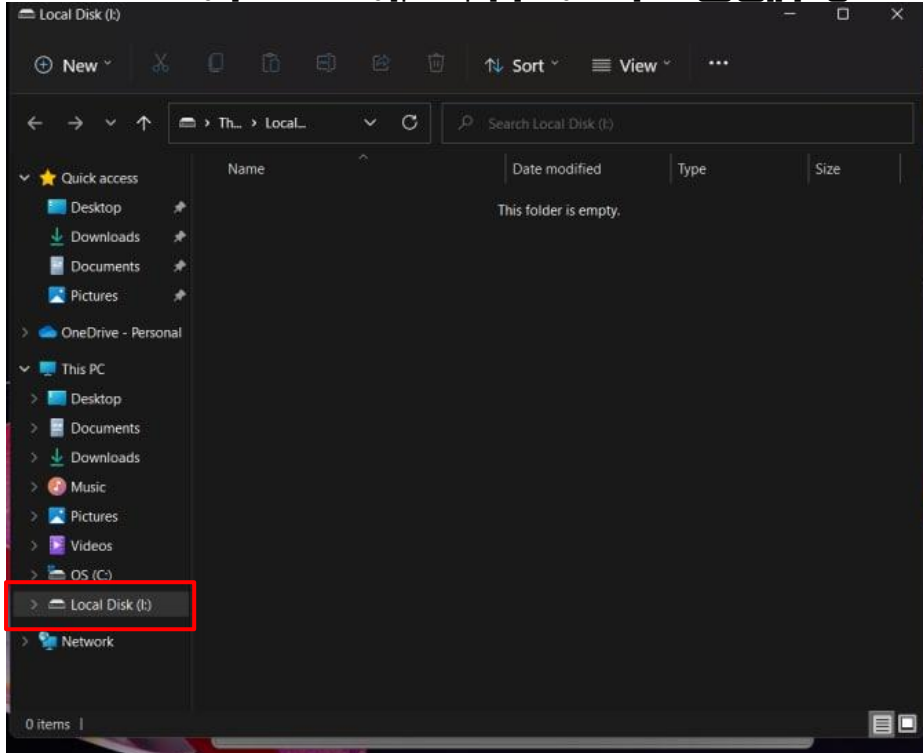 Local Disk (I:)
New
Sort
View
Th...
Local...
Search Local Disk (I:)
Name
Date modified
Type
Size
This folder is empty.
Quick access
Desktop
Downloads
Documents
Pictures
OneDrive - Personal
This PC
Desktop
Documents
Downloads
Music
Pictures
Videos
OS (C:)
Local Disk (I:)
Network
0 items